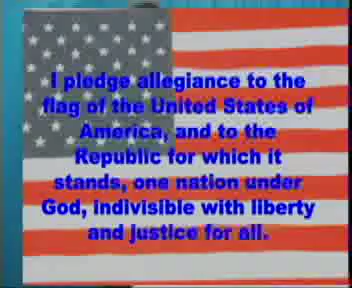 I pledge allegiance to the
flag of the United States of
America, and to the
Republic for which it
stands, one nation under
God, indivisible with liberty
and justice for all.